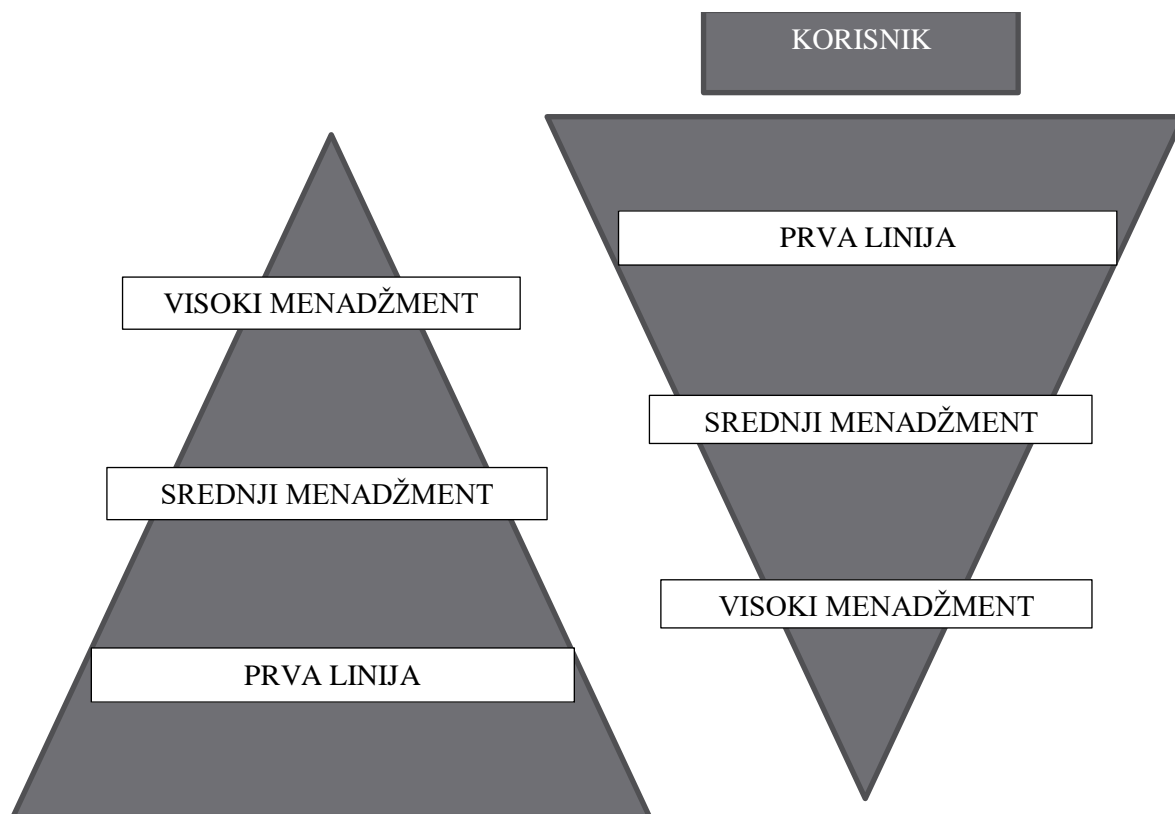 VISOKI MENADŽMENT
SREDNJI MENADŽMENT
PRVA LINIJA
KORISNIK
PRVA LINIJA
SREDNJI MENADŽMENT
VISOKI MENADŽMENT